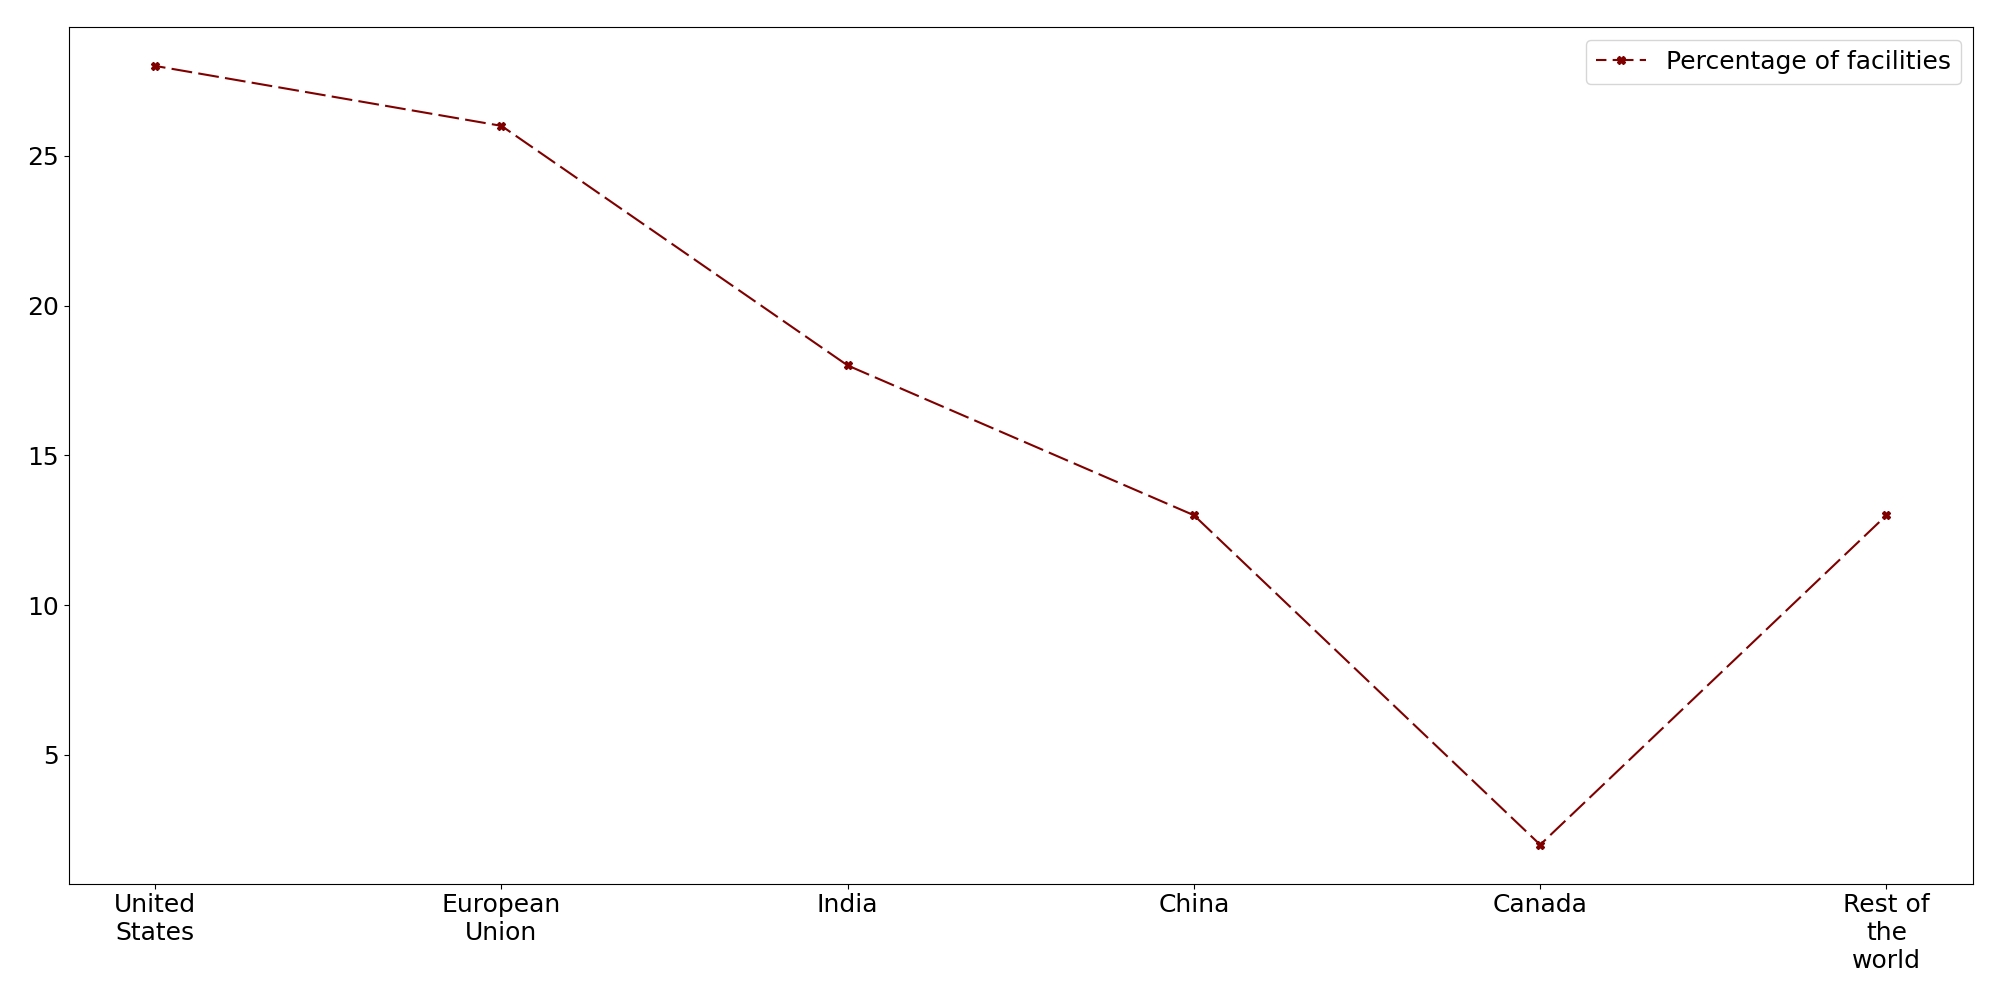 Percentage of facilities
25
20
15
10
5
United
States
European
Union
India
China
Canada
Rest of
the
world